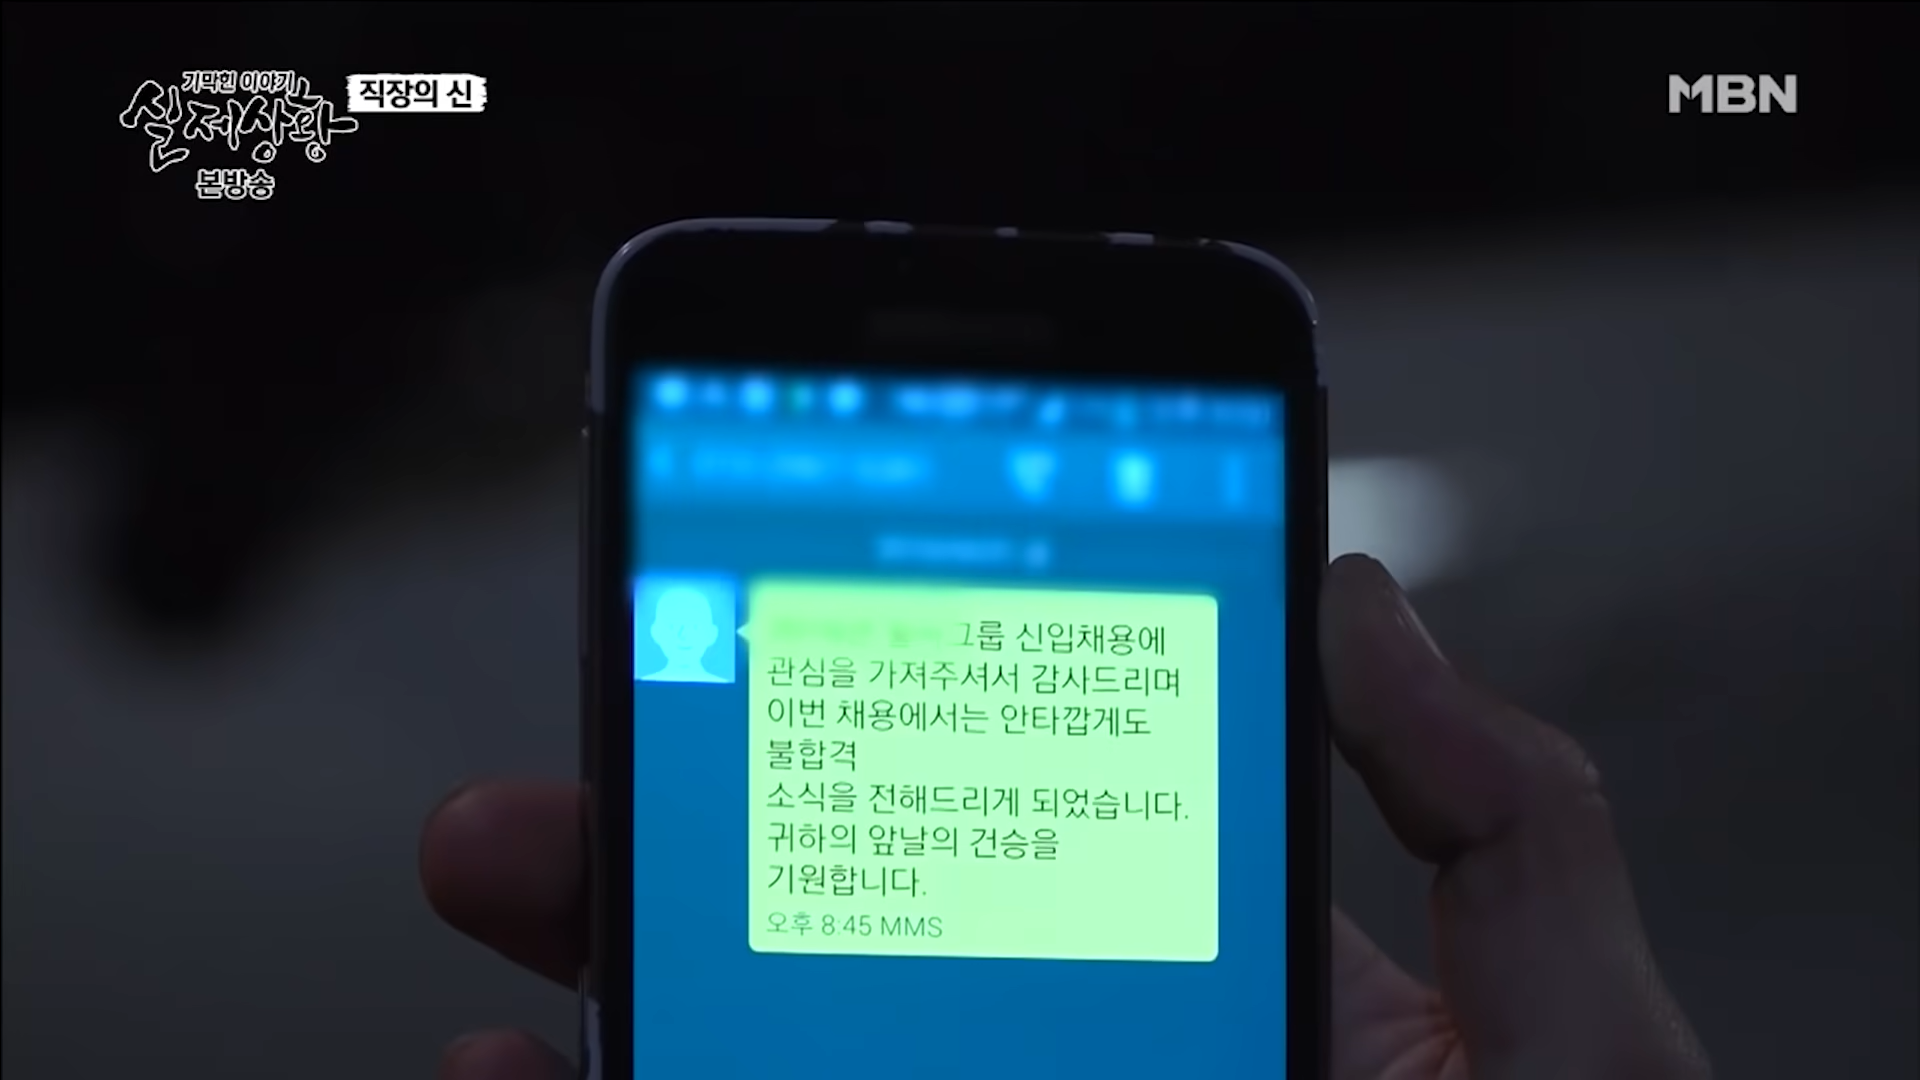 기막힌 이야기
실제상황
본방송
직장의 신
MBN
그룹 신입채용에
관심을 가져주셔서 감사드리며
이번 채용에서는 안타깝게도
불합격
소식을 전해드리게 되었습니다.
귀하의 앞날의 건승을
기원합니다.
오후 8:45 MMS